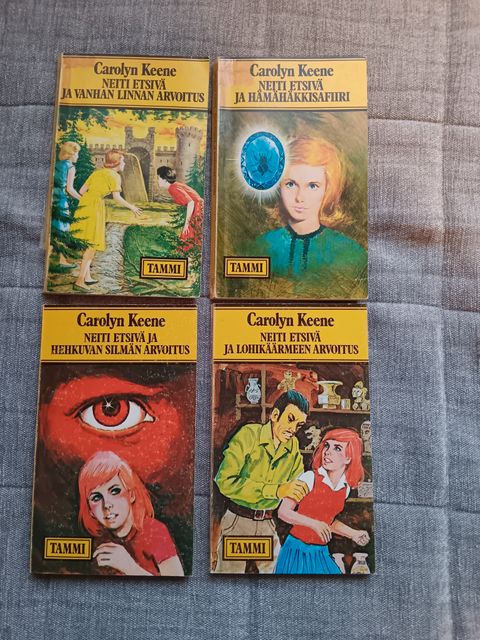 Carolyn Keene
NEITI ETSIVÄ
JA VANHAN LINNAN ARVOITUS
TAMMI
Carolyn Keene
NEITI ETSIVÄ
JA HÄMÄHÄKKISAFIIRI
TAMMI
Carolyn Keene
NEITI ETSIVÄ JA
HEHKUVAN SILMÄN ARVOITUS
TAMMI
Carolyn Keene
NEITI ETSIVÄ
JA LOHIKÄÄRMEEN ARVOITUS
TAMMI